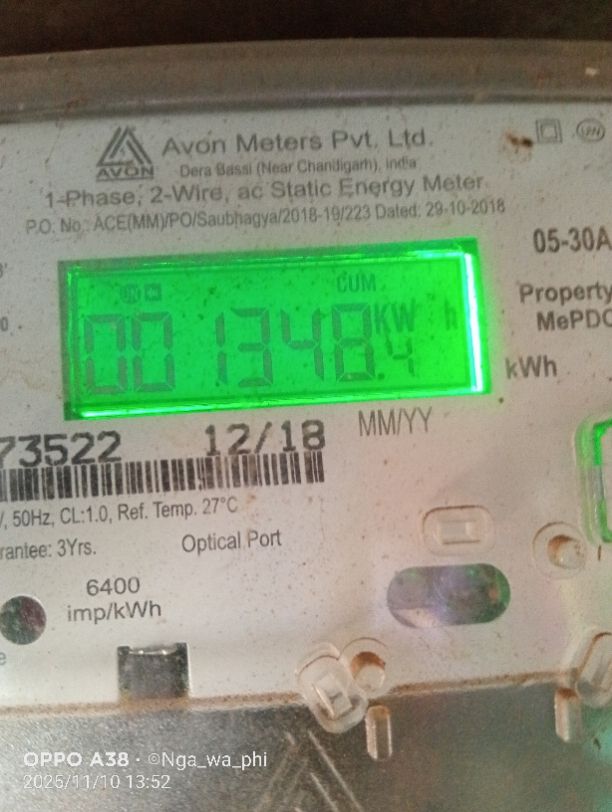 Avon Meters Pvt. Ltd.
AVON
Dera Bassi (Near Chandigarh), India
1-Phase, 2-Wire, ac Static Energy Meter
P.O. No.: ACE(MM)/PO/Saubhagya/2018-19/223 Dated: 29-10-2018
05-30A
Property
MePDC
CUM
001348.4 KW h
kWh
73522 12/18 MM/YY
/, 50Hz, CL:1.0, Ref. Temp. 27°C
rantee: 3Yrs. Optical Port
6400
imp/kWh
OPPO A38 · ©Nga_wa_phi
2025/11/10 13:52